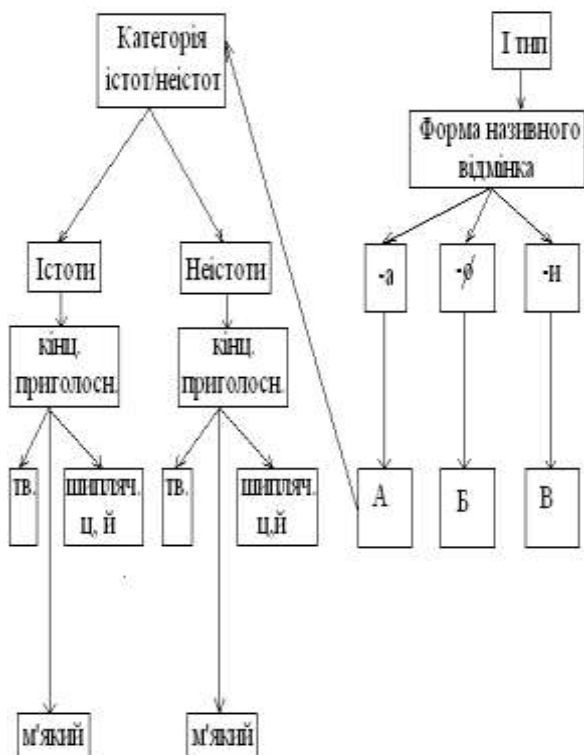 Категорія
істот/неістот
І тип
Форма називного
відмінка
Істоти
Неістоти
-а
-ø
-и
кінц.
приголосн.
кінц.
приголосн.
тв.
шипляч.
ц, й
тв.
шипляч.
ц,й
А
Б
В
м'який
м'який